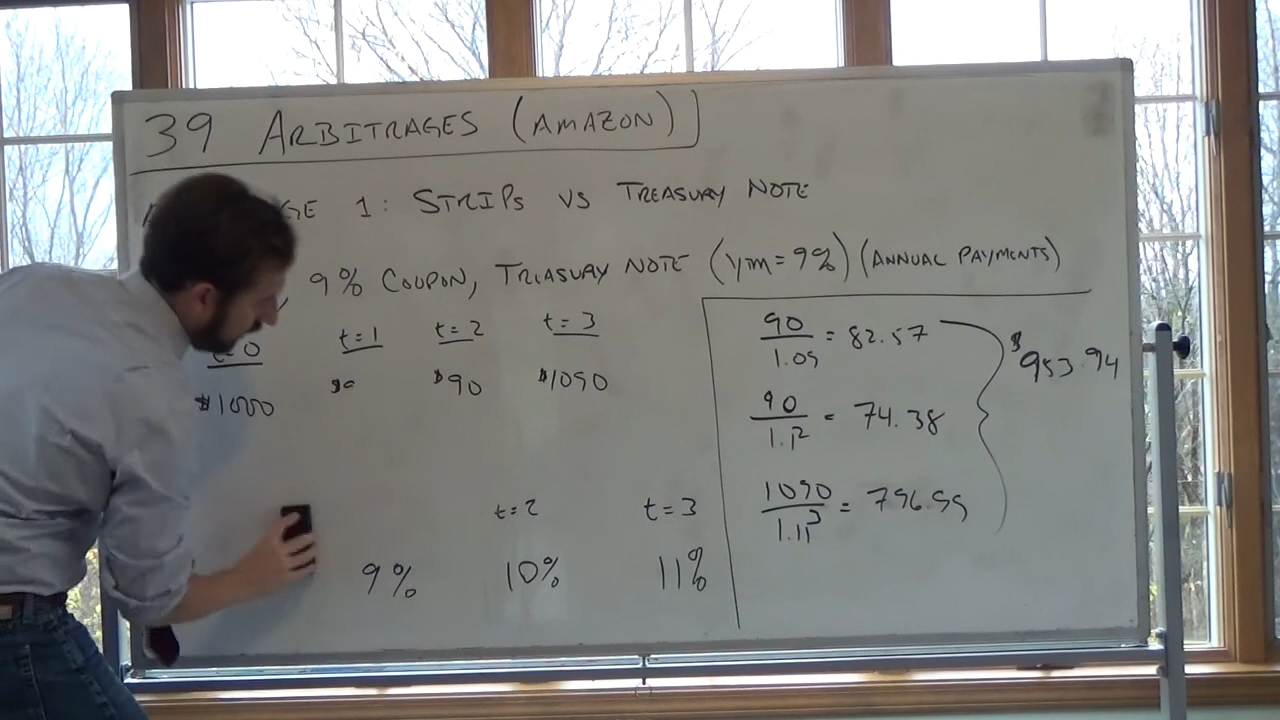 39 ARBITRAGES (AMAZON)
GE 1: STRIPS VS TREASURY NOTE
9% COUPON, TREASURY NOTE (YTM = 9%) (ANNUAL PAYMENTS)
t=0 t=1 t=2 t=3
$1000 $90 $1090
t=2 t=3
9% 10% 11%
90/1.09 = 82.57
90/1.1² = 74.38
1090/1.11³ = 796.99
$953.94